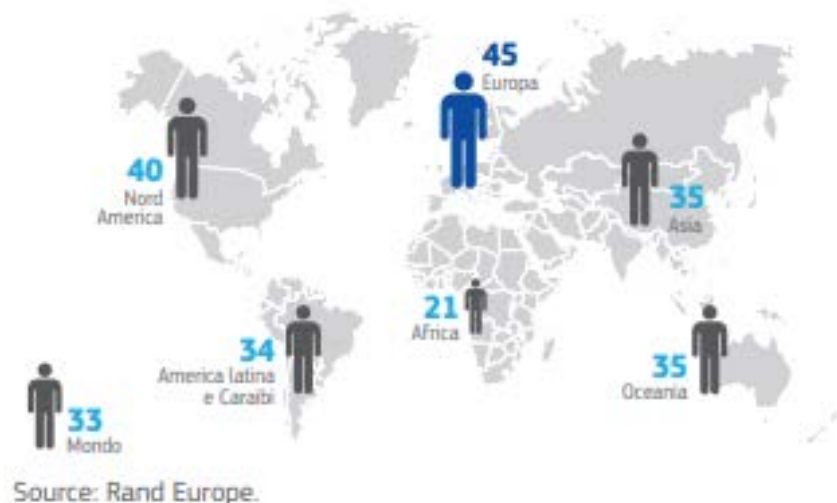 45
Europa
40
Nord
America
35
Asia
21
Africa
34
America latina
e Caraibi
35
Oceania
33
Mondo
Source: Rand Europe.